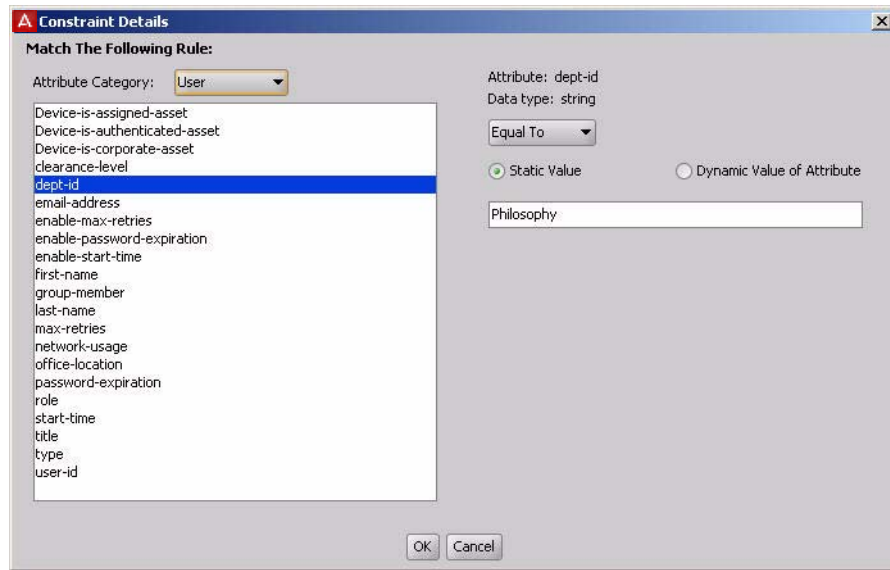 A Constraint Details
Match The Following Rule:
Attribute Category: User
Device-is-assigned-asset
Device-is-authenticated-asset
Device-is-corporate-asset
clearance-level
dept-id
email-address
enable-max-retries
enable-password-expiration
enable-start-time
first-name
group-member
last-name
max-retries
network-usage
office-location
password-expiration
role
start-time
title
type
user-id
Attribute: dept-id
Data type: string
Equal To
Static Value Dynamic Value of Attribute
Philosophy
OK Cancel